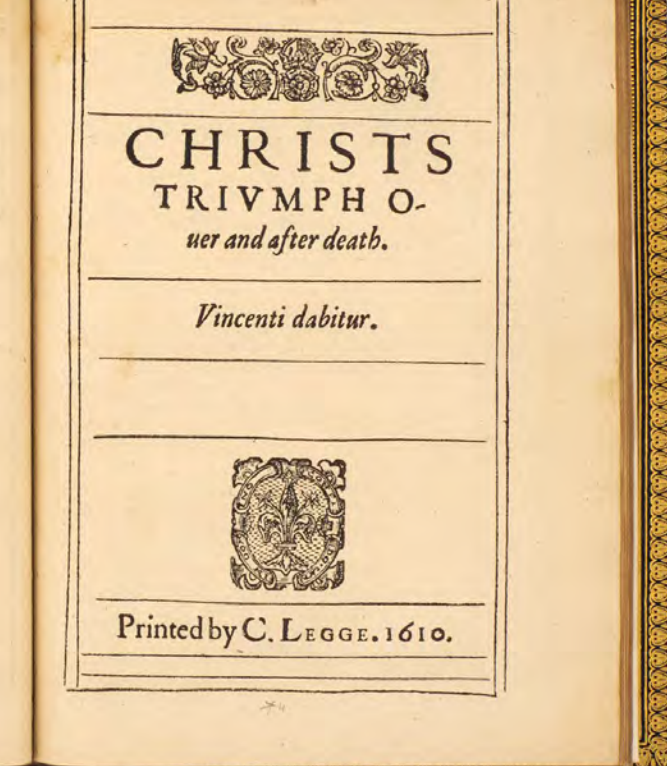 CHRISTS
TRIVMPH O-
uer and after death.
Vincenti dabitur.
Printed by C. LEGGE. 1610.